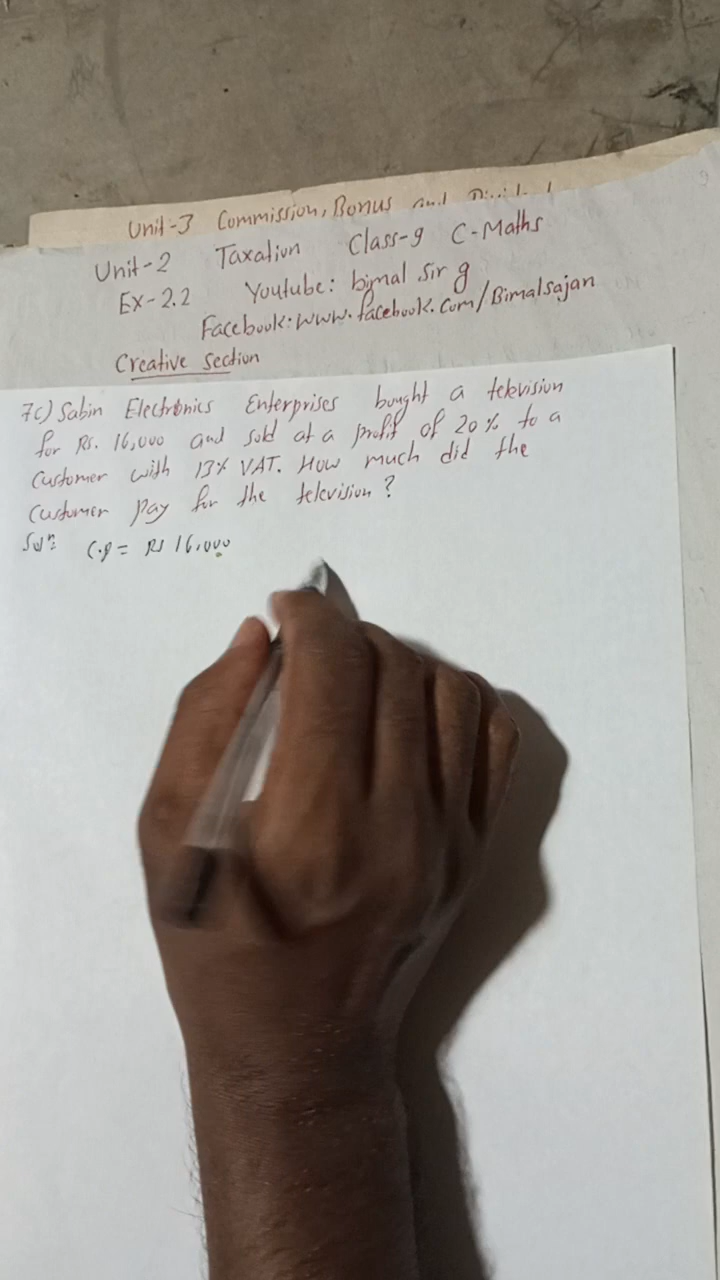 Unit-3 Commission, Bonus and
Unit-2 Taxation Class-9 C-Maths
Ex-2.2 Youtube: bimal sir g
Facebook: www.facebook.com/Bimalsajan
Creative section
7c) Sabin Electronics Enterprises bought a television
for Rs. 16,000 and sold at a profit of 20% to a
customer with 13% VAT. How much did the
customer pay for the television?
Solⁿ: C.P = Rs 16,000